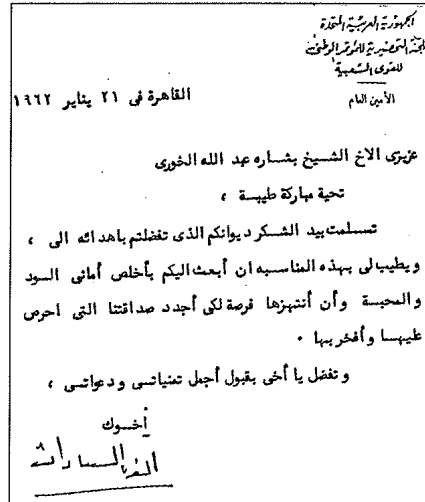 الجمهورية العربية المتحدة
اللجنة التحضيرية للمؤتمر الوطني
للقوى الشعبية
الأمين العام
القاهرة فى ٢١ يناير ١٩٦٢
عزيزى الاخ الشيخ بشاره عبد الله الخورى
تحية مباركة طيبة ،
تسلمت بيد الشكر ديوانكم الذى تفضلتم باهدائه الى ،
ويطيب لى بهذه المناسبه ان أبعث اليكم بأخلص أمانى السود
والمحبسة وأن أنتهزها فرصة لكى أجدد صداقتنا التى احرص
عليها وأفخر بها ٠
وتفضل يا أخى بقبول أجمل تمنياتى ودعواتى ،
أخوك
أنور السادات